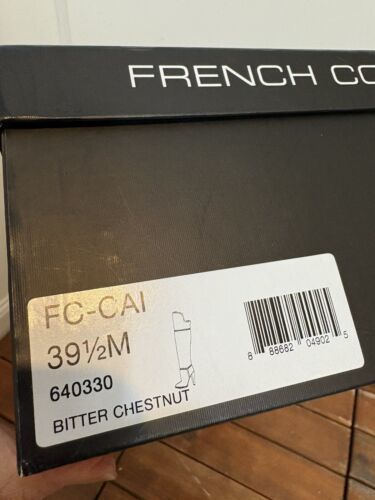 FRENCH CO
FC-CAI
39½M
640330
BITTER CHESTNUT
8 88682 04902 5